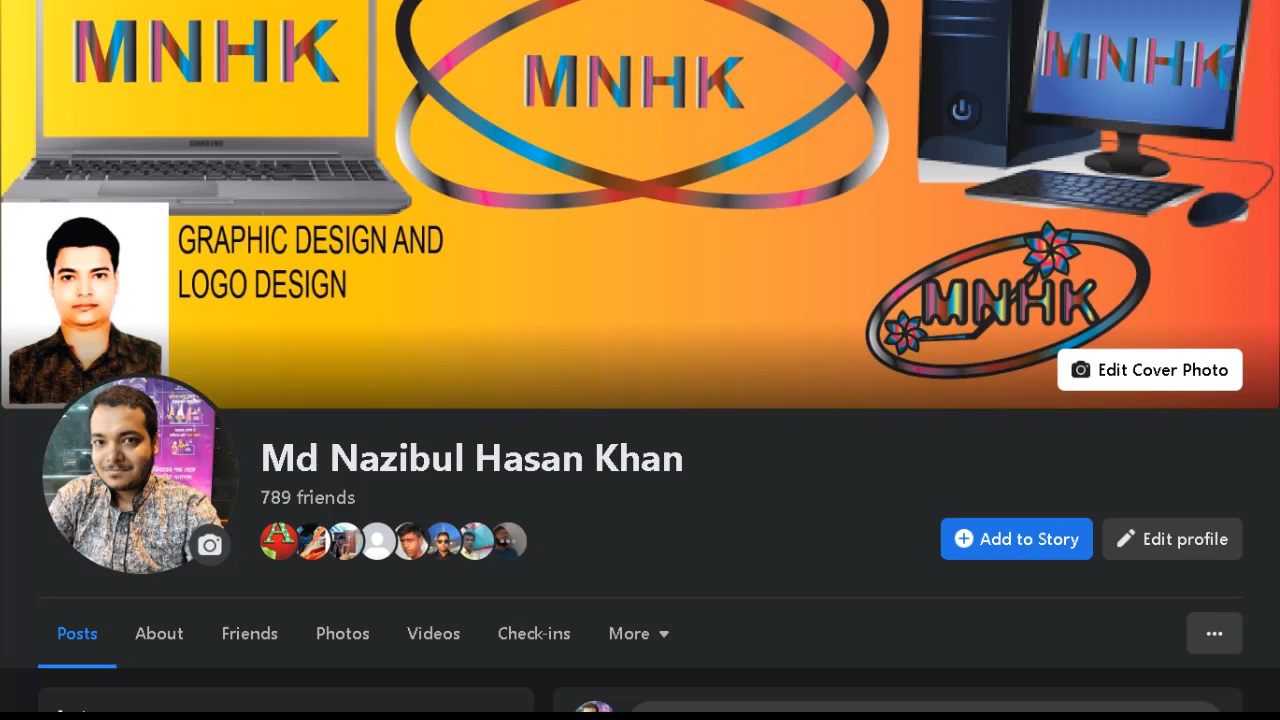 MNHK
MNHK
MNHK
SAMSUNG
GRAPHIC DESIGN AND
LOGO DESIGN
MNHK
Edit Cover Photo
Md Nazibul Hasan Khan
789 friends
Add to Story
Edit profile
Posts
About
Friends
Photos
Videos
Check-ins
More